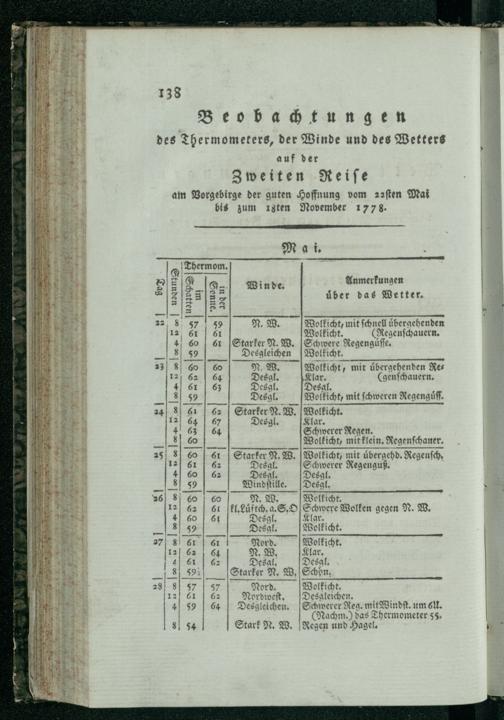 138
Beobachtungen
des Thermometers, der Winde und des Wetters
auf der
Zweiten Reise
am Vorgebirge der guten Hoffnung vom 22sten Mai
bis zum 18ten November 1778.
Mai.
Tag Stunden Thermom. im Schatten in der Sonne. Winde. Anmerkungen über das Wetter.
22 8 57 59 N. W. Wolkicht, mit schnell übergehenden
12 61 61 Wolkicht. (Regenschauern.
4 60 61 Starker N. W. Schwere Regengüsse.
8 59 Desgleichen Wolkicht.
23 8 60 60 N. W. Wolkicht, mit übergehenden Re-
12 62 64 Desgl. Klar. (genschauern.
4 61 63 Desgl. Desgl.
8 59 Desgl. Wolkicht, mit schweren Regengüss.
24 8 61 62 Starker N. W. Wolkicht.
12 64 67 Desgl. Klar.
4 63 64 Schwerer Regen.
8 60 Wolkicht, mit klein. Regenschauer.
25 8 60 61 Starker N. W. Wolkicht, mit übergehd. Regensch.
12 61 62 Desgl. Schwerer Regenguß.
4 60 62 Desgl. Desgl.
8 59 Windstille. Desgl.
26 8 60 60 N. W. Wolkicht.
12 62 61 kl. Lüftch. a. S. O Schwere Wolken gegen N. W.
4 60 61 Desgl. Klar.
8 59 Desgl. Wolkicht.
27 8 61 61 Nord. Wolkicht.
12 62 64 N. W. Klar.
4 61 62 Desgl. Desgl.
8 59½ Starker N. W. Schön.
28 8 57 57 Nord. Wolkicht.
12 61 62 Nordwest. Desgleichen.
4 59 64 Desgleichen. Schwerer Reg. mit Windst. um 6U.
(Nachm.) das Thermometer 55.
8 54 Stark N. W. Regen und Hagel.